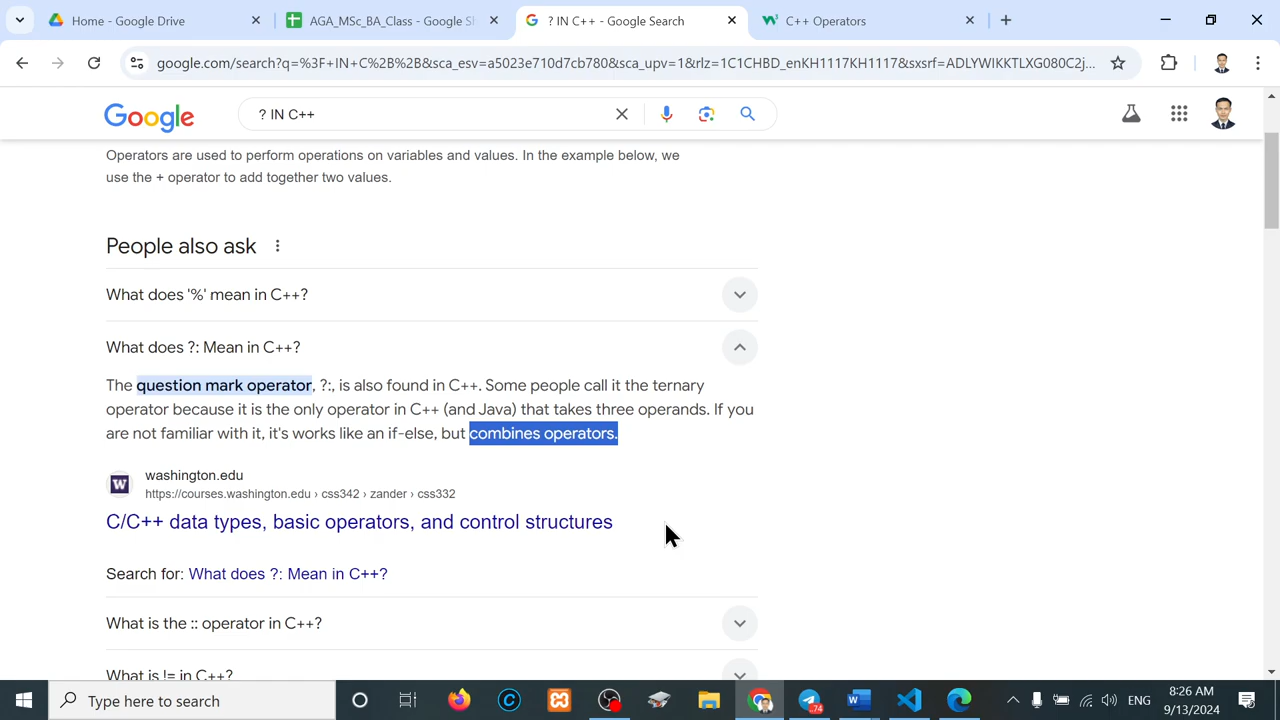 Home - Google Drive
AGA_MSc_BA_Class - Google Sh
? IN C++ - Google Search
C++ Operators
google.com/search?q=%3F+IN+C%2B%2B&sca_esv=a5023e710d7cb780&sca_upv=1&rlz=1C1CHBD_enKH1117KH1117&sxsrf=ADLYWIKKTLXG080C2j...
Google
? IN C++
Operators are used to perform operations on variables and values. In the example below, we
use the + operator to add together two values.
People also ask
What does '%' mean in C++?
What does ?: Mean in C++?
The question mark operator, ?:, is also found in C++. Some people call it the ternary
operator because it is the only operator in C++ (and Java) that takes three operands. If you
are not familiar with it, it's works like an if-else, but combines operators.
W
washington.edu
https://courses.washington.edu › css342 › zander › css332
C/C++ data types, basic operators, and control structures
Search for: What does ?: Mean in C++?
What is the :: operator in C++?
What is != in C++?
Type here to search
74
ENG
8:26 AM
9/13/2024